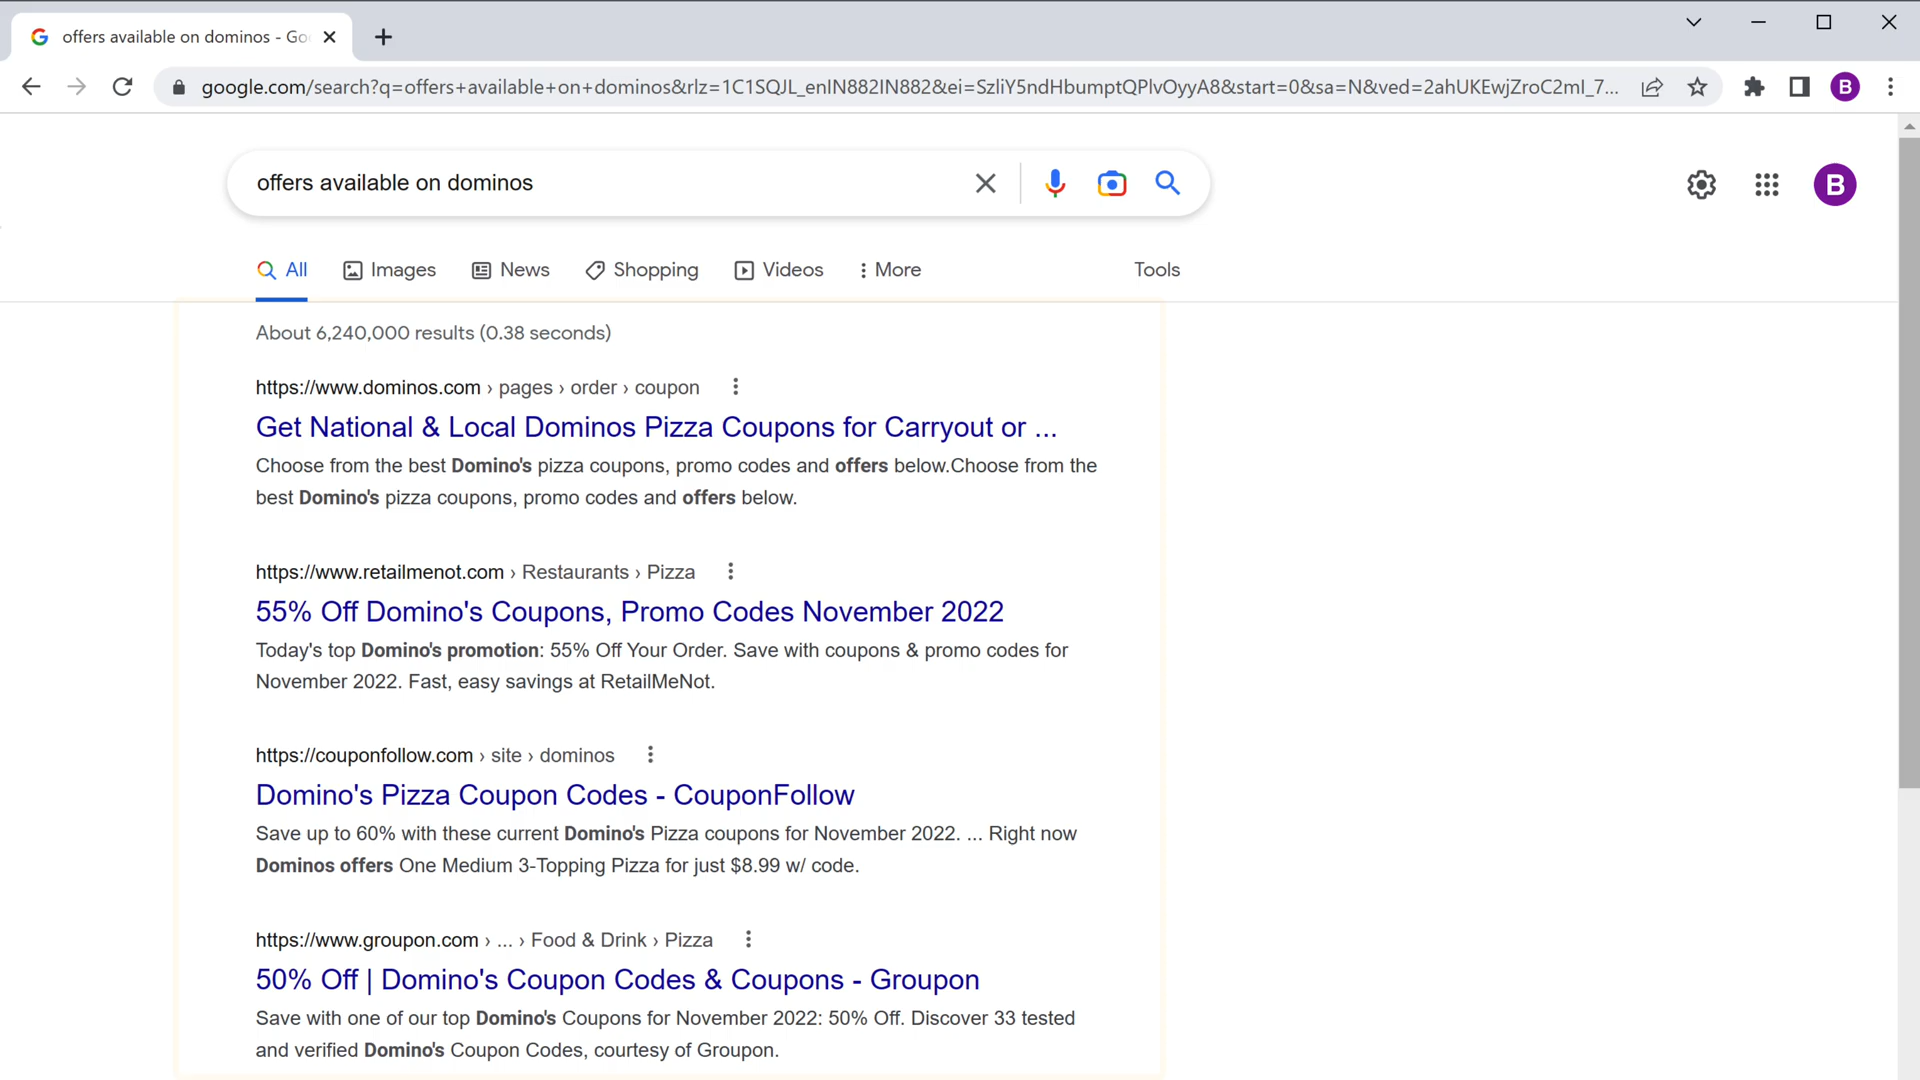 offers available on dominos - Goo
google.com/search?q=offers+available+on+dominos&rlz=1C1SQJL_enIN882IN882&ei=SzliY5ndHbumptQPlvOyyA8&start=0&sa=N&ved=2ahUKEwjZroC2mI_7...
B
offers available on dominos
B
All Images News Shopping Videos More Tools
About 6,240,000 results (0.38 seconds)
https://www.dominos.com › pages › order › coupon
Get National & Local Dominos Pizza Coupons for Carryout or ...
Choose from the best Domino's pizza coupons, promo codes and offers below.Choose from the
best Domino's pizza coupons, promo codes and offers below.
https://www.retailmenot.com › Restaurants › Pizza
55% Off Domino's Coupons, Promo Codes November 2022
Today's top Domino's promotion: 55% Off Your Order. Save with coupons & promo codes for
November 2022. Fast, easy savings at RetailMeNot.
https://couponfollow.com › site › dominos
Domino's Pizza Coupon Codes - CouponFollow
Save up to 60% with these current Domino's Pizza coupons for November 2022. ... Right now
Dominos offers One Medium 3-Topping Pizza for just $8.99 w/ code.
https://www.groupon.com › ... › Food & Drink › Pizza
50% Off | Domino's Coupon Codes & Coupons - Groupon
Save with one of our top Domino's Coupons for November 2022: 50% Off. Discover 33 tested
and verified Domino's Coupon Codes, courtesy of Groupon.